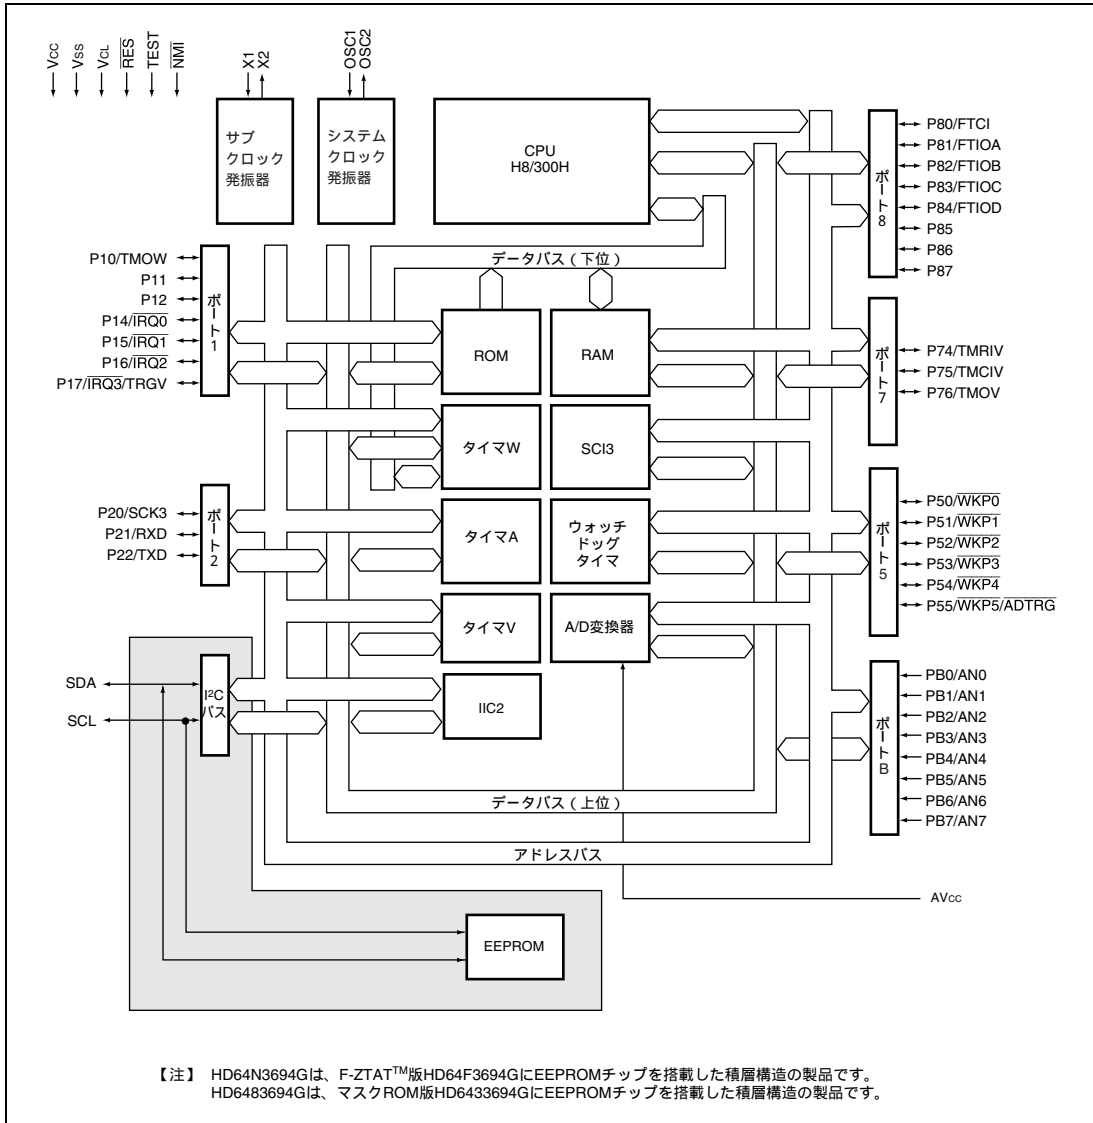 Vcc
Vss
VCL
RES
TEST
NMI
X1
X2
OSC1
OSC2
サブ
クロック
発振器
システム
クロック
発振器
CPU
H8/300H
データバス（下位）
P10/TMOW
P11
P12
P14/IRQ0
P15/IRQ1
P16/IRQ2
P17/IRQ3/TRGV
ポート1
P20/SCK3
P21/RXD
P22/TXD
ポート2
SDA
SCL
I2C
バス
ROM
RAM
タイマW
SCI3
タイマA
ウォッチ
ドッグ
タイマ
タイマV
A/D変換器
IIC2
データバス（上位）
アドレスバス
EEPROM
ポート8
P80/FTCI
P81/FTIOA
P82/FTIOB
P83/FTIOC
P84/FTIOD
P85
P86
P87
ポート7
P74/TMRIV
P75/TMCIV
P76/TMOV
ポート5
P50/WKP0
P51/WKP1
P52/WKP2
P53/WKP3
P54/WKP4
P55/WKP5/ADTRG
ポートB
PB0/AN0
PB1/AN1
PB2/AN2
PB3/AN3
PB4/AN4
PB5/AN5
PB6/AN6
PB7/AN7
AVcc
【注】 HD64N3694Gは、F-ZTAT™版HD64F3694GにEEPROMチップを搭載した積層構造の製品です。
HD6483694Gは、マスクROM版HD6433694GにEEPROMチップを搭載した積層構造の製品です。